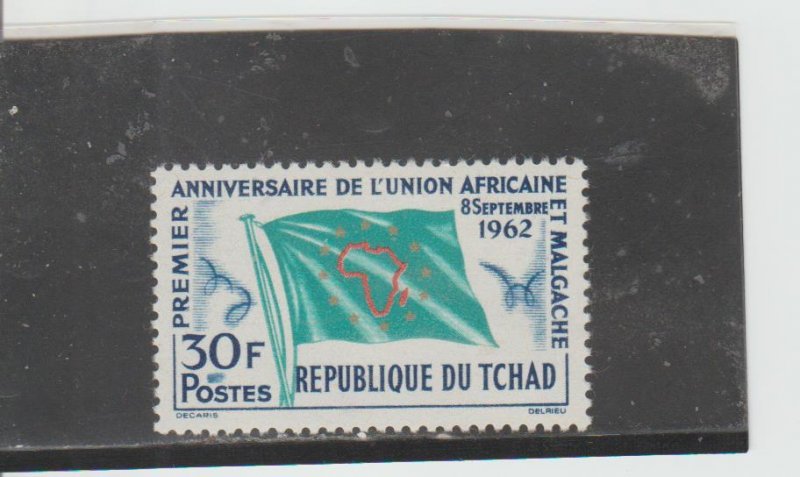 PREMIER
ANNIVERSAIRE DE L'UNION AFRICAINE
ET MALGACHE
8 SEPTEMBRE
1962
30F
POSTES
REPUBLIQUE DU TCHAD
DECARIS
DELRIEU